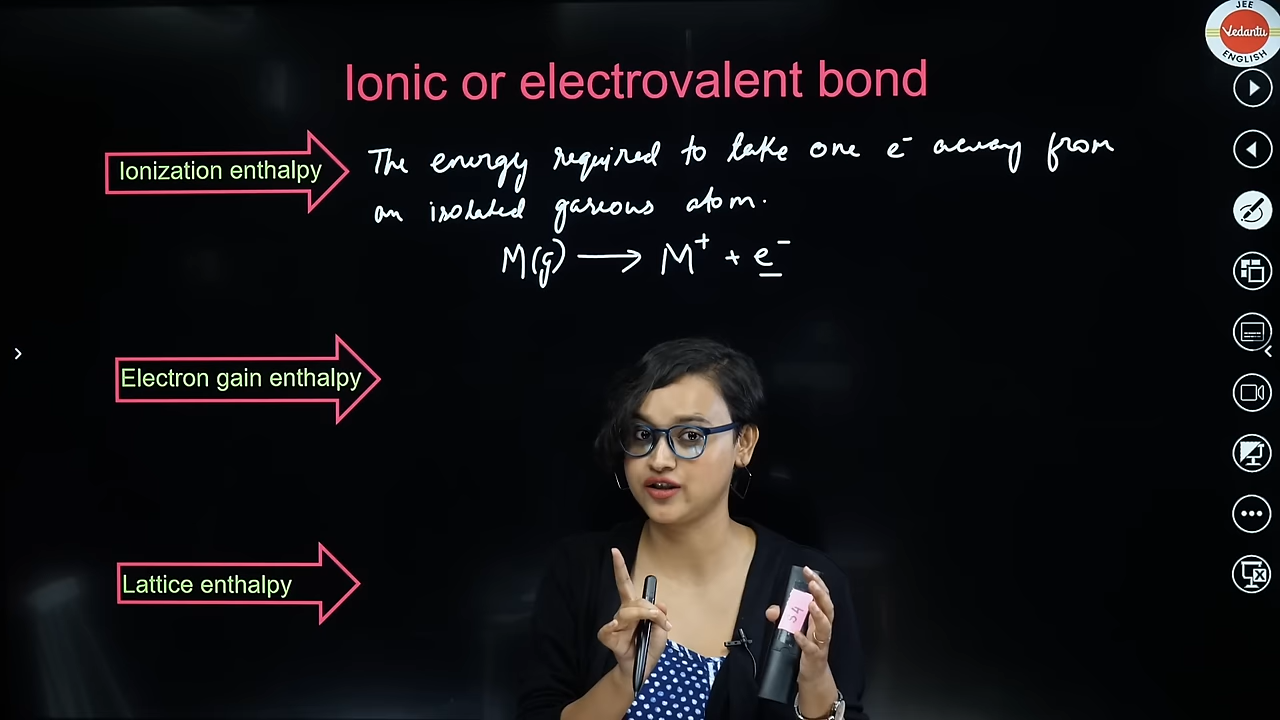 JEE
Vedantu
ENGLISH
Ionic or electrovalent bond
Ionization enthalpy
The energy required to take one e⁻ away from
an isolated gaseous atom.
M(g) ⟶ M⁺ + e⁻
Electron gain enthalpy
Lattice enthalpy